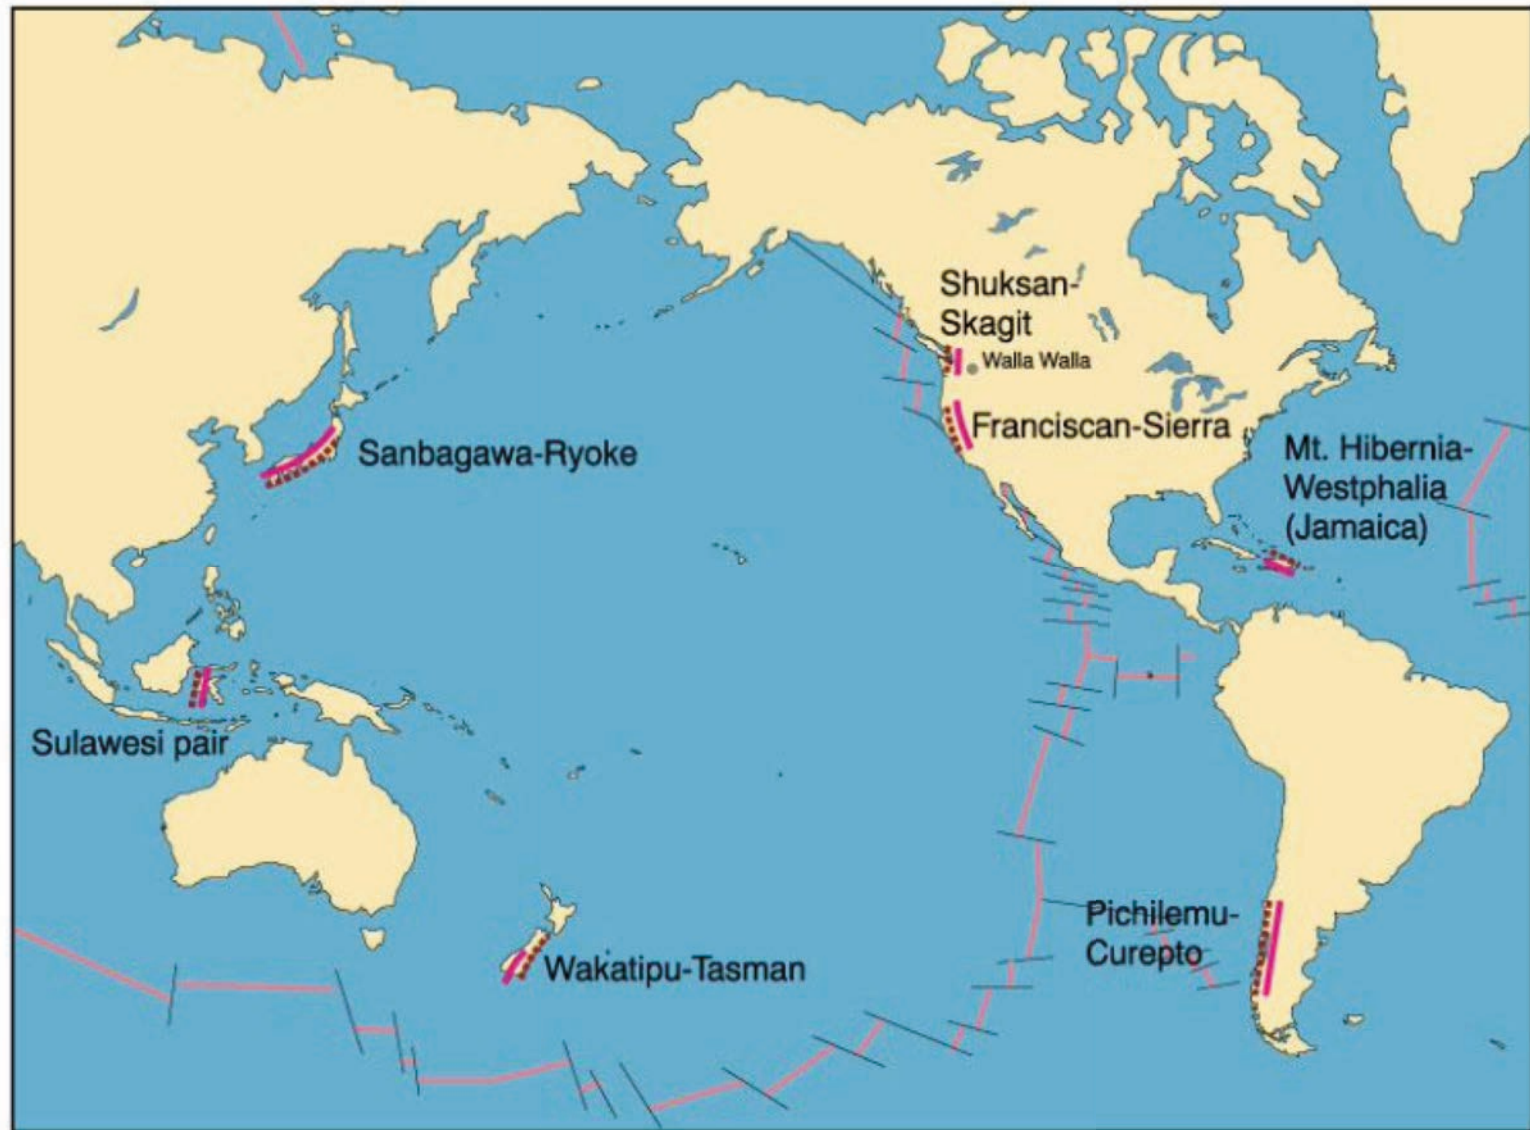 Shuksan-
Skagit
Walla Walla
Franciscan-Sierra
Sanbagawa-Ryoke
Mt. Hibernia-
Westphalia
(Jamaica)
Sulawesi pair
Pichilemu-
Curepto
Wakatipu-Tasman